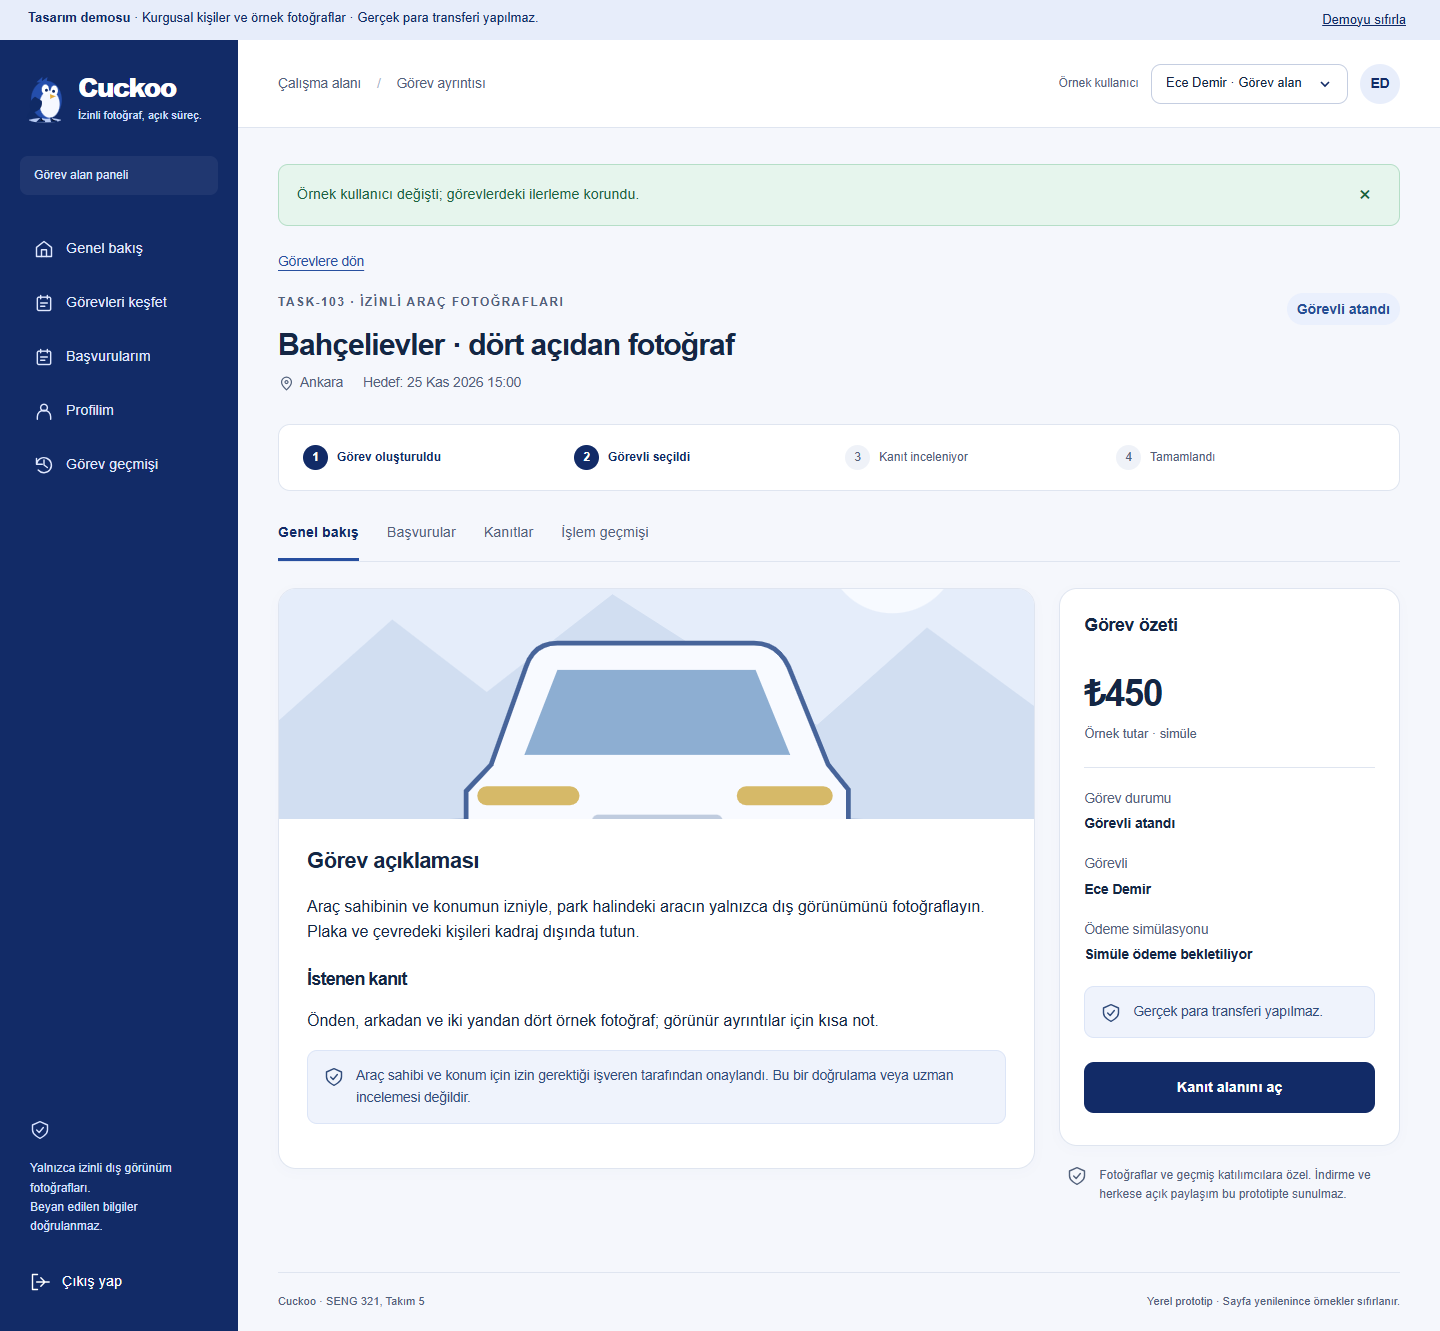 Tasarım demosu · Kurgusal kişiler ve örnek fotoğraflar · Gerçek para transferi yapılmaz.
Demoyu sıfırla
Cuckoo
İzinli fotoğraf, açık süreç.
Görev alan paneli
Genel bakış
Görevleri keşfet
Başvurularım
Profilim
Görev geçmişi
Yalnızca izinli dış görünüm
fotoğrafları.
Beyan edilen bilgiler
doğrulanmaz.
Çıkış yap
Çalışma alanı / Görev ayrıntısı
Örnek kullanıcı
Ece Demir · Görev alan
ED
Örnek kullanıcı değişti; görevlerdeki ilerleme korundu.
Görevlere dön
TASK-103 · İZİNLİ ARAÇ FOTOĞRAFLARI
Görevli atandı
Bahçelievler · dört açıdan fotoğraf
Ankara
Hedef: 25 Kas 2026 15:00
1 Görev oluşturuldu
2 Görevli seçildi
3 Kanıt inceleniyor
4 Tamamlandı
Genel bakış
Başvurular
Kanıtlar
İşlem geçmişi
Görev açıklaması
Araç sahibinin ve konumun izniyle, park halindeki aracın yalnızca dış görünümünü fotoğraflayın.
Plaka ve çevredeki kişileri kadraj dışında tutun.
İstenen kanıt
Önden, arkadan ve iki yandan dört örnek fotoğraf; görünür ayrıntılar için kısa not.
Araç sahibi ve konum için izin gerektiği işveren tarafından onaylandı. Bu bir doğrulama veya uzman
incelemesi değildir.
Görev özeti
₺450
Örnek tutar · simüle
Görev durumu
Görevli atandı
Görevli
Ece Demir
Ödeme simülasyonu
Simüle ödeme bekletiliyor
Gerçek para transferi yapılmaz.
Kanıt alanını aç
Fotoğraflar ve geçmiş katılımcılara özel. İndirme ve
herkese açık paylaşım bu prototipte sunulmaz.
Cuckoo · SENG 321, Takım 5
Yerel prototip · Sayfa yenilenince örnekler sıfırlanır.